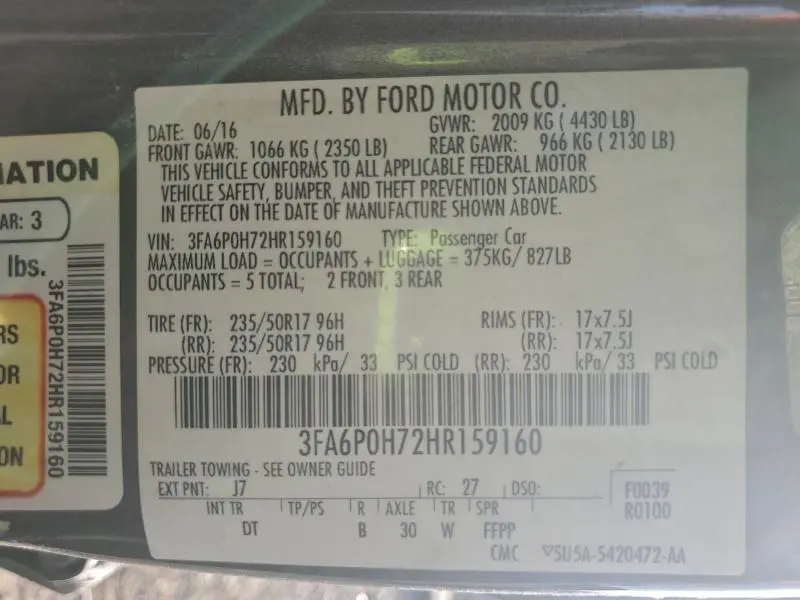 MFD. BY FORD MOTOR CO.
DATE: 06/16 GVWR: 2009 KG ( 4430 LB)
FRONT GAWR: 1066 KG ( 2350 LB) REAR GAWR: 966 KG ( 2130 LB)
THIS VEHICLE CONFORMS TO ALL APPLICABLE FEDERAL MOTOR
VEHICLE SAFETY, BUMPER, AND THEFT PREVENTION STANDARDS
IN EFFECT ON THE DATE OF MANUFACTURE SHOWN ABOVE.
VIN: 3FA6P0H72HR159160 TYPE: Passenger Car
MAXIMUM LOAD = OCCUPANTS + LUGGAGE = 375KG/ 827LB
OCCUPANTS = 5 TOTAL; 2 FRONT, 3 REAR
TIRE (FR): 235/50R17 96H RIMS (FR): 17x7.5J
(RR): 235/50R17 96H (RR): 17x7.5J
PRESSURE (FR): 230 kPa/ 33 PSI COLD (RR): 230 kPa/ 33 PSI COLD
3FA6P0H72HR159160
TRAILER TOWING - SEE OWNER GUIDE
EXT PNT: J7 RC: 27 DSO: F0039
R0100
INT TR TP/PS R AXLE TR SPR
DT B 30 W FFPP
CMC SU5A-5420472-AA
MATION
AR: 3
lbs.
RS
OR
AL
ON
3FA6P0H72HR159160